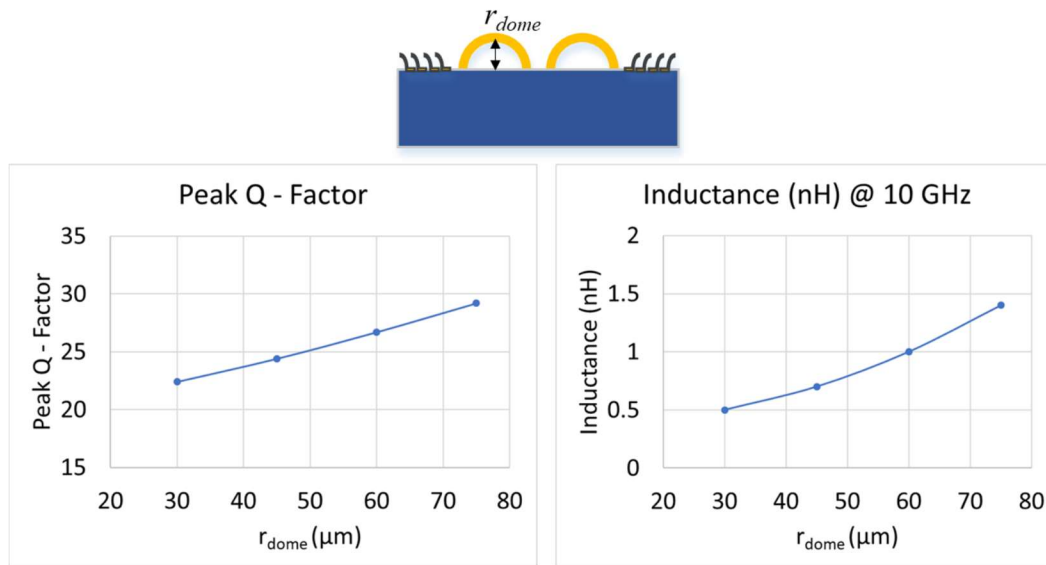 r_dome
Peak Q - Factor
35
30
25
20
15
20 30 40 50 60 70 80
Peak Q - Factor
r_dome (μm)
Inductance (nH) @ 10 GHz
2
1.5
1
0.5
0
20 30 40 50 60 70 80
Inductance (nH)
r_dome (μm)